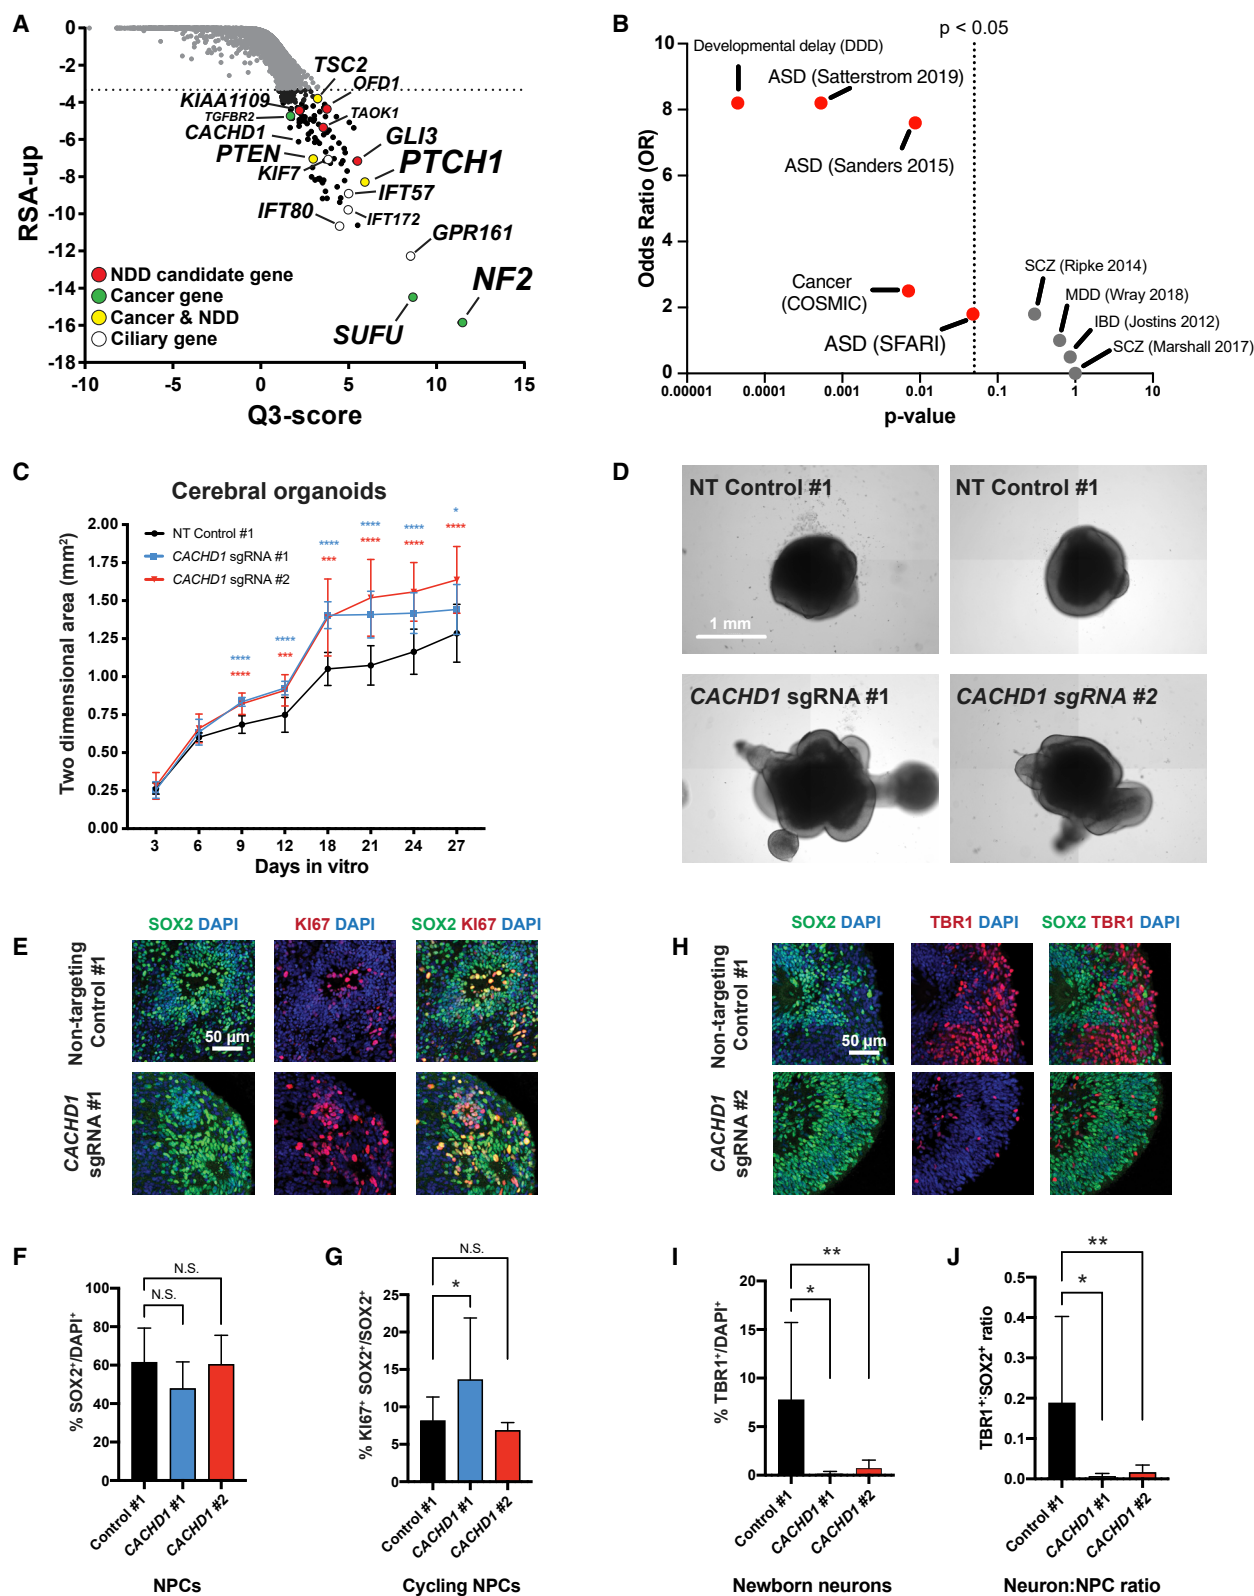 A
0
-2
-4
-6
-8
-10
-12
-14
-16
-18
RSA-up
-10
-5
0
5
10
15
Q3-score
TSC2
OFD1
KIAA1109
TGFBR2
TAOK1
CACHD1
GLI3
PTEN
PTCH1
KIF7
IFT57
IFT80
IFT172
GPR161
NF2
SUFU
NDD candidate gene
Cancer gene
Cancer & NDD
Ciliary gene
B
p < 0.05
10
8
6
4
2
0
Odds Ratio (OR)
Developmental delay (DDD)
ASD (Satterstrom 2019)
ASD (Sanders 2015)
Cancer
(COSMIC)
ASD (SFARI)
SCZ (Ripke 2014)
MDD (Wray 2018)
IBD (Jostins 2012)
SCZ (Marshall 2017)
0.00001
0.0001
0.001
0.01
0.1
1
10
p-value
C
Cerebral organoids
2.00
1.75
1.50
1.25
1.00
0.75
0.50
0.25
0.00
Two dimensional area (mm²)
NT Control #1
CACHD1 sgRNA #1
CACHD1 sgRNA #2
****
****
****
***
****
***
****
****
****
****
*
****
3
6
9
12
18
21
24
27
Days in vitro
D
NT Control #1
NT Control #1
1 mm
CACHD1 sgRNA #1
CACHD1 sgRNA #2
E
SOX2 DAPI
KI67 DAPI
SOX2 KI67
Non-targeting
Control #1
50 µm
CACHD1
sgRNA #1
H
SOX2 DAPI
TBR1 DAPI
SOX2 TBR1
Non-targeting
Control #1
50 µm
CACHD1
sgRNA #2
F
N.S.
N.S.
100
80
60
40
20
0
% SOX2⁺/DAPI⁺
Control #1
CACHD1 #1
CACHD1 #2
NPCs
G
N.S.
*
25
20
15
10
5
0
% KI67⁺ SOX2⁺/SOX2⁺
Control #1
CACHD1 #1
CACHD1 #2
Cycling NPCs
I
**
*
20
15
10
5
0
% TBR1⁺/DAPI⁺
Control #1
CACHD1 #1
CACHD1 #2
Newborn neurons
J
**
*
0.5
0.4
0.3
0.2
0.1
0.0
TBR1⁺:SOX2⁺ ratio
Control #1
CACHD1 #1
CACHD1 #2
Neuron:NPC ratio